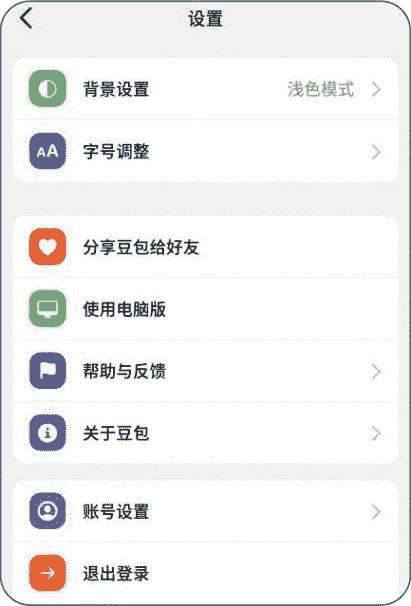 设置
背景设置 浅色模式
AA 字号调整
分享豆包给好友
使用电脑版
帮助与反馈
关于豆包
账号设置
退出登录